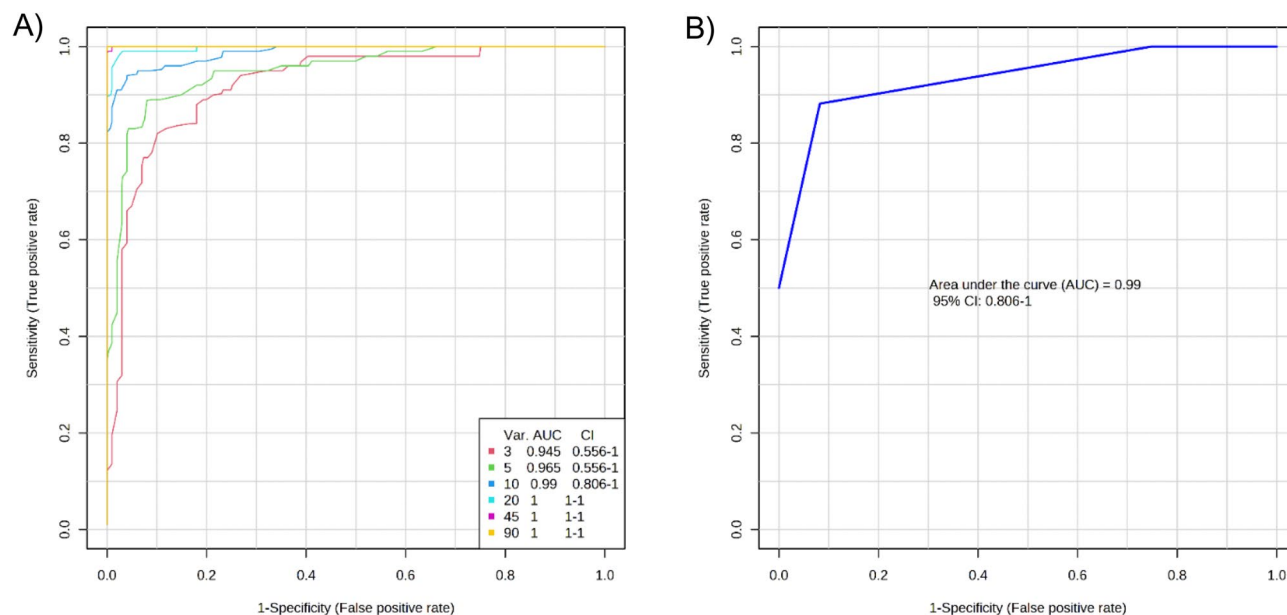 A)
1.0
0.8
0.6
0.4
0.2
0.0
Sensitivity (True positive rate)
Var. AUC CI
3 0.945 0.556-1
5 0.965 0.556-1
10 0.99 0.806-1
20 1 1-1
45 1 1-1
90 1 1-1
0.0 0.2 0.4 0.6 0.8 1.0
1-Specificity (False positive rate)
B)
1.0
0.8
0.6
0.4
0.2
0.0
Sensitivity (True positive rate)
Area under the curve (AUC) = 0.99
95% CI: 0.806-1
0.0 0.2 0.4 0.6 0.8 1.0
1-Specificity (False positive rate)